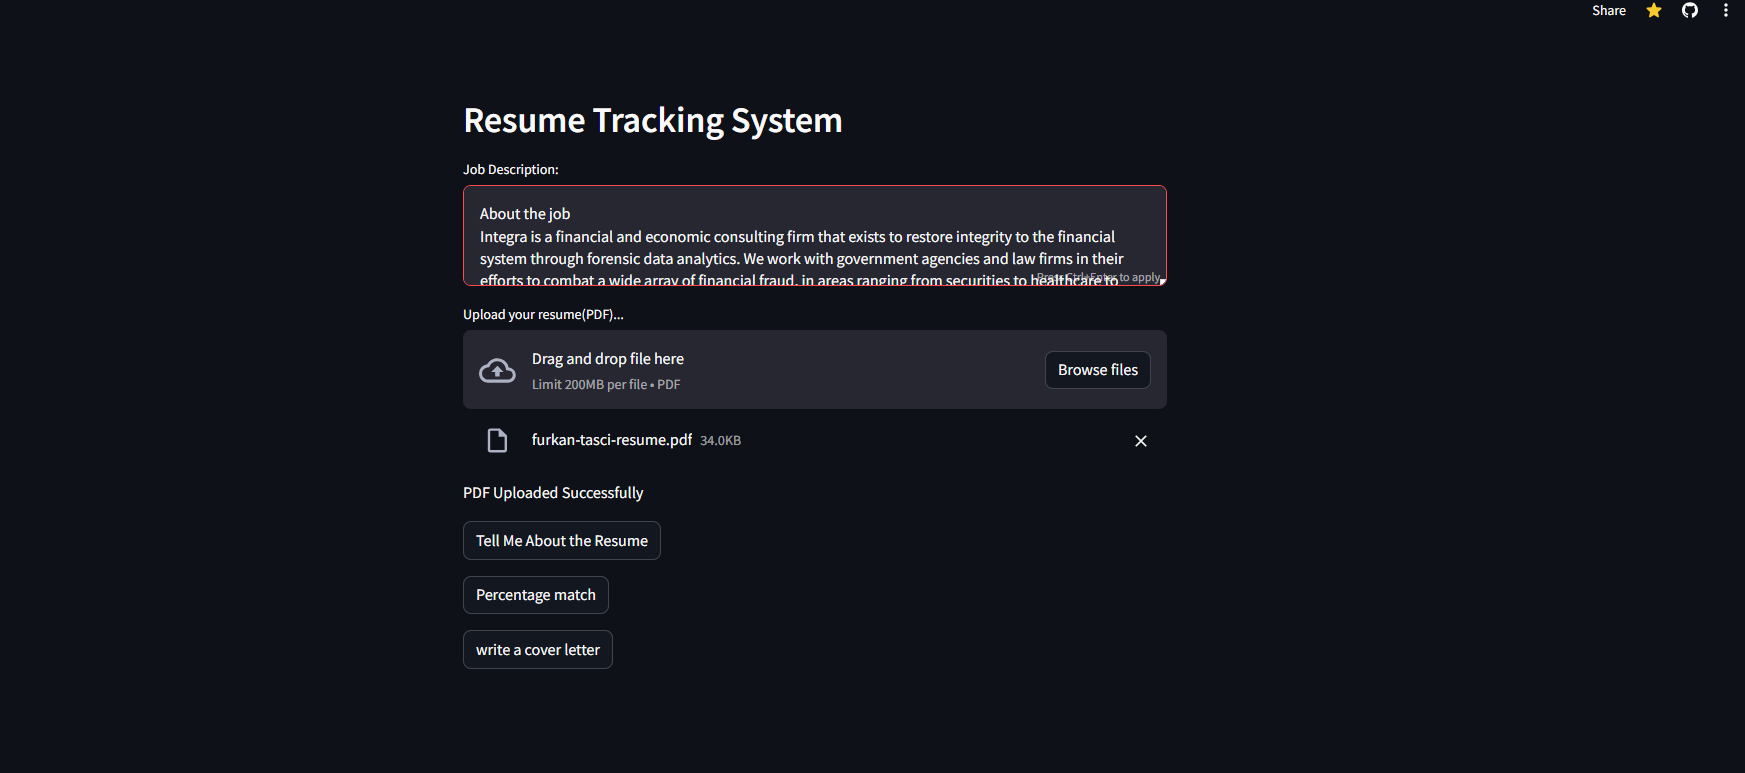 Share
Resume Tracking System
Job Description:
About the job
Integra is a financial and economic consulting firm that exists to restore integrity to the financial
system through forensic data analytics. We work with government agencies and law firms in their
efforts to combat a wide array of financial fraud, in areas ranging from securities to healthcare to
Press Ctrl+Enter to apply
Upload your resume(PDF)...
Drag and drop file here
Limit 200MB per file • PDF
Browse files
furkan-tasci-resume.pdf 34.0KB
PDF Uploaded Successfully
Tell Me About the Resume
Percentage match
write a cover letter